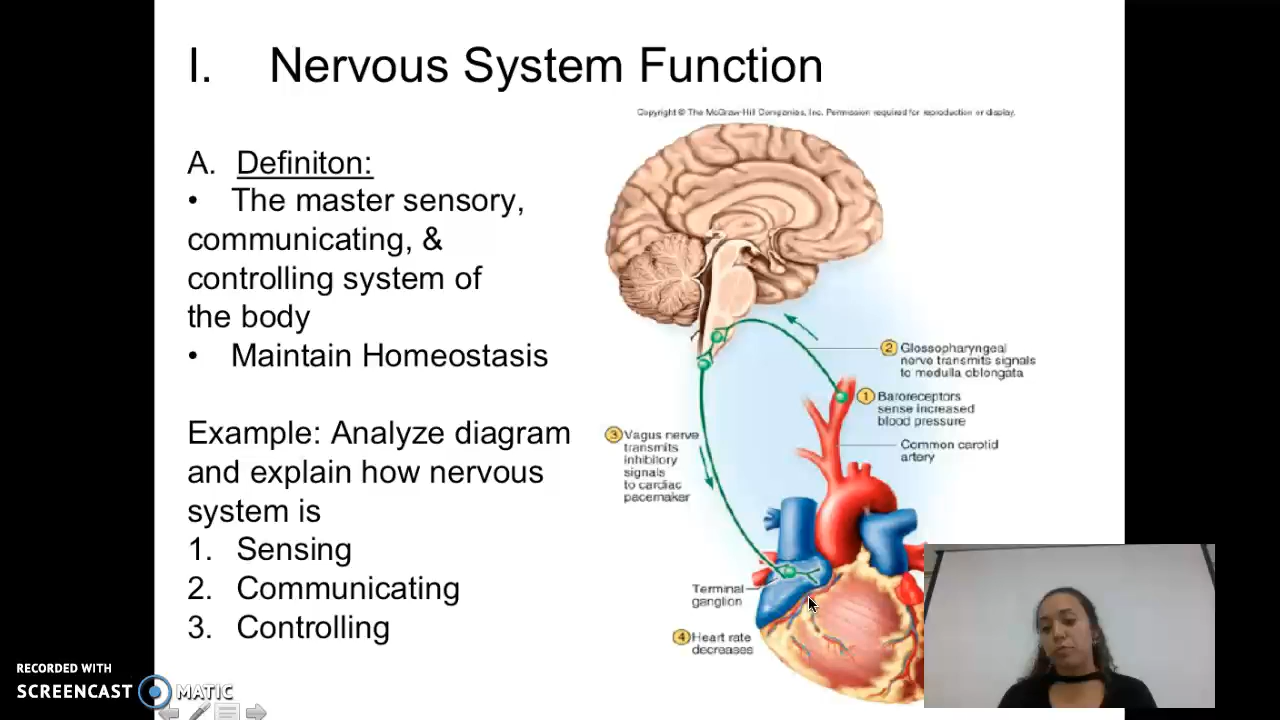 I. Nervous System Function
Copyright © The McGraw-Hill Companies, Inc. Permission required for reproduction or display.
A. Definiton:
• The master sensory,
communicating, &
controlling system of
the body
• Maintain Homeostasis
Example: Analyze diagram
and explain how nervous
system is
1. Sensing
2. Communicating
3. Controlling
2 Glossopharyngeal
nerve transmits signals
to medulla oblongata
1 Baroreceptors
sense increased
blood pressure
Common carotid
artery
3 Vagus nerve
transmits
inhibitory
signals
to cardiac
pacemaker
Terminal
ganglion
4 Heart rate
decreases
RECORDED WITH
SCREENCAST MATIC